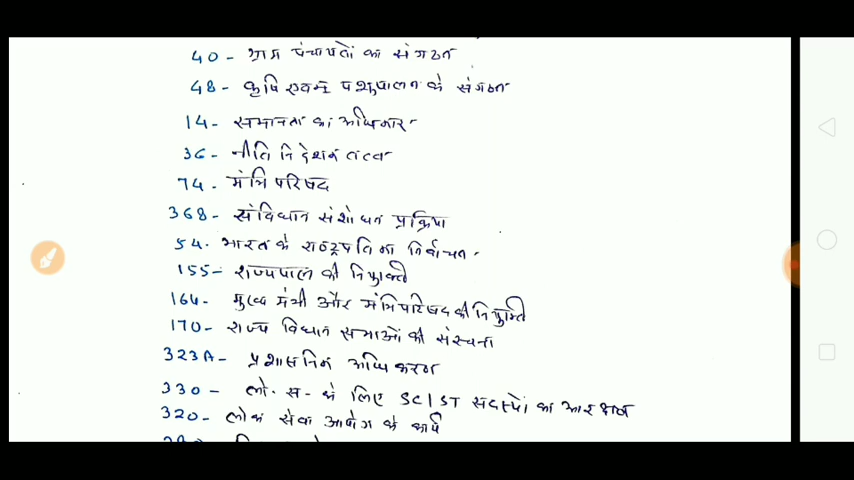 40 - ग्राम पंचायतों का संगठन
48 - कृषि एवम् पशुपालन के संगठन
14 - समानता का अधिकार
36 - नीति निदेशक तत्व
74 - मंत्रि परिषद
368 - संविधान संशोधन प्रक्रिया
54 - भारत के राष्ट्रपति का निर्वाचन
155 - राज्यपाल की नियुक्ति
164 - मुख्य मंत्री और मंत्रिपरिषद की नियुक्ति
170 - राज्य विधान सभाओं की संरचना
323A - प्रशासनिक अधिकरण
330 - लो. स. के लिए SC/ST सदस्यों का आरक्षण
320 - लोक सेवा आयोग के कार्य